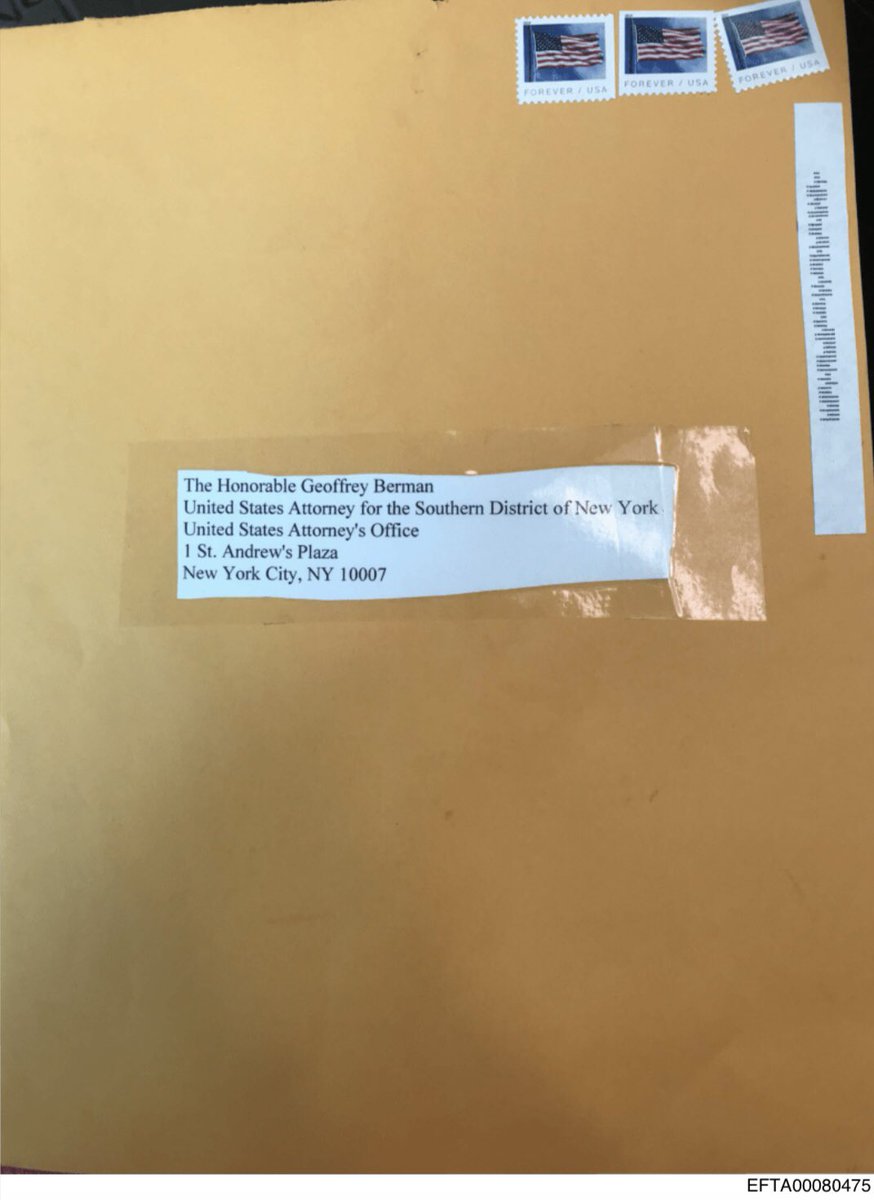 FOREVER / USA
FOREVER / USA
FOREVER / USA
The Honorable Geoffrey Berman
United States Attorney for the Southern District of New York
United States Attorney's Office
1 St. Andrew's Plaza
New York City, NY 10007
EFTA00080475